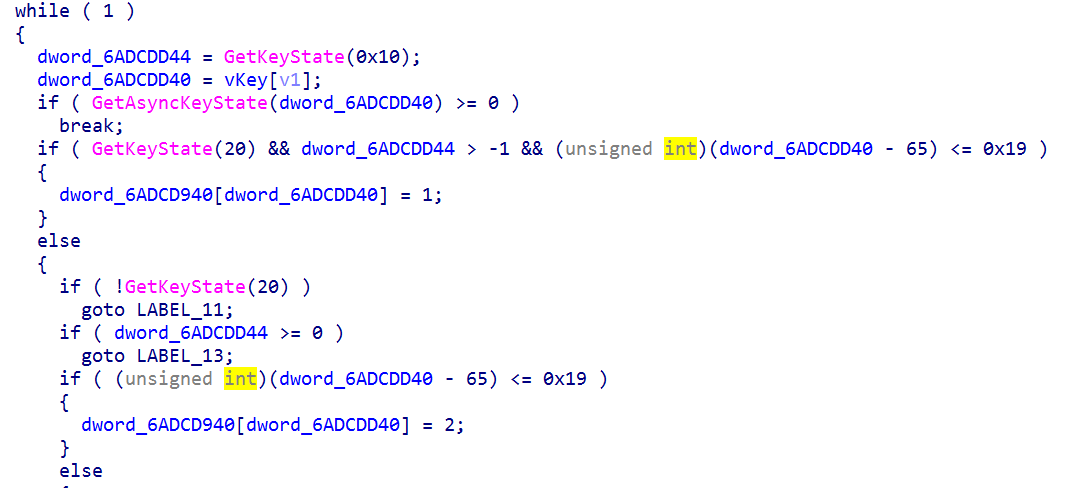 while ( 1 )
{
dword_6ADCDD44 = GetKeyState(0x10);
dword_6ADCDD40 = vKey[v1];
if ( GetAsyncKeyState(dword_6ADCDD40) >= 0 )
break;
if ( GetKeyState(20) && dword_6ADCDD44 > -1 && (unsigned int)(dword_6ADCDD40 - 65) <= 0x19 )
{
dword_6ADCD940[dword_6ADCDD40] = 1;
}
else
{
if ( !GetKeyState(20) )
goto LABEL_11;
if ( dword_6ADCDD44 >= 0 )
goto LABEL_13;
if ( (unsigned int)(dword_6ADCDD40 - 65) <= 0x19 )
{
dword_6ADCD940[dword_6ADCDD40] = 2;
}
else